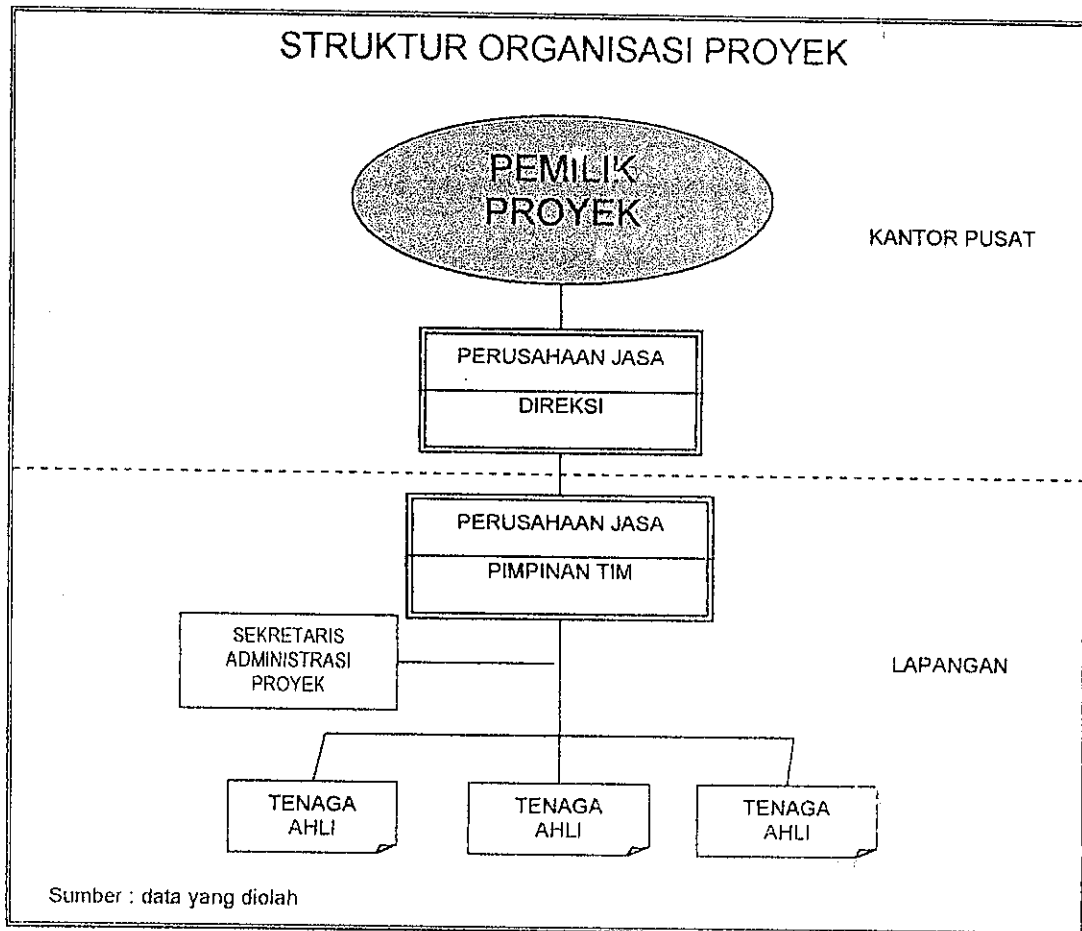 STRUKTUR ORGANISASI PROYEK
PEMILIK
PROYEK
KANTOR PUSAT
PERUSAHAAN JASA
DIREKSI
PERUSAHAAN JASA
PIMPINAN TIM
SEKRETARIS
ADMINISTRASI
PROYEK
LAPANGAN
TENAGA
AHLI
TENAGA
AHLI
TENAGA
AHLI
Sumber : data yang diolah